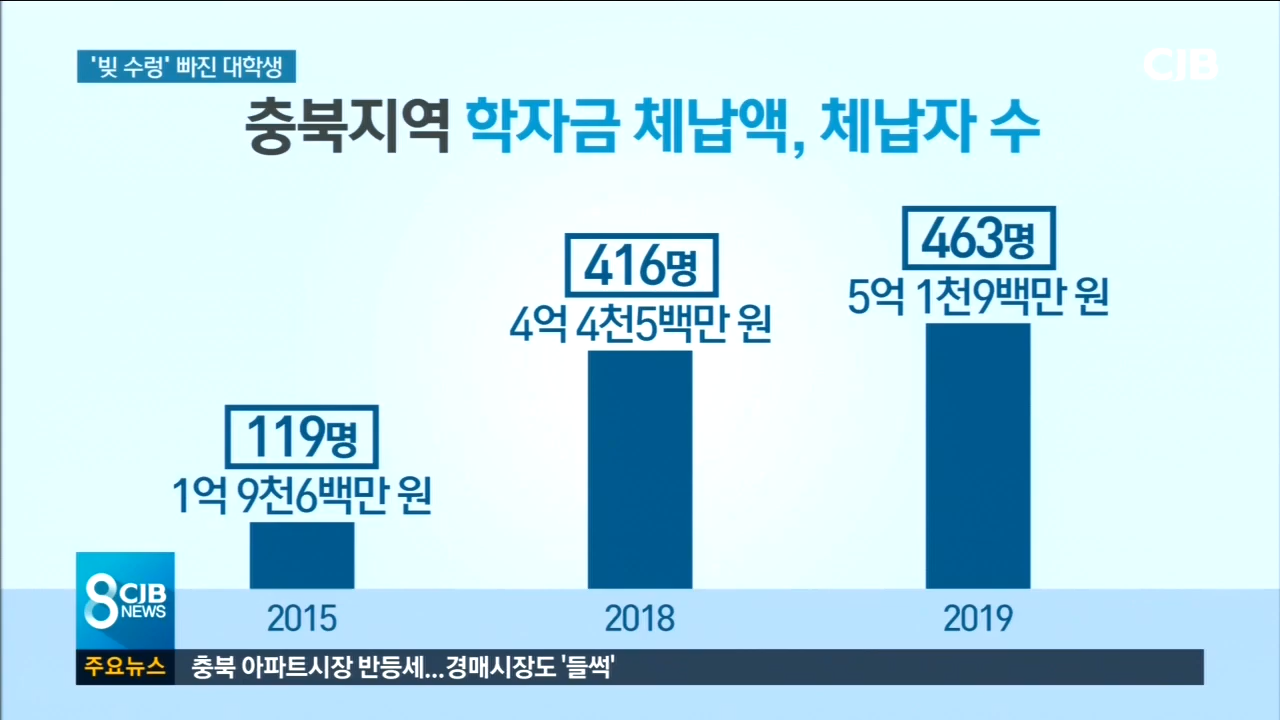 '빚 수렁' 빠진 대학생
CJB
충북지역 학자금 체납액, 체납자 수
119명
1억 9천6백만 원
416명
4억 4천5백만 원
463명
5억 1천9백만 원
2015
2018
2019
8 CJB NEWS
주요뉴스 충북 아파트시장 반등세...경매시장도 '들썩'